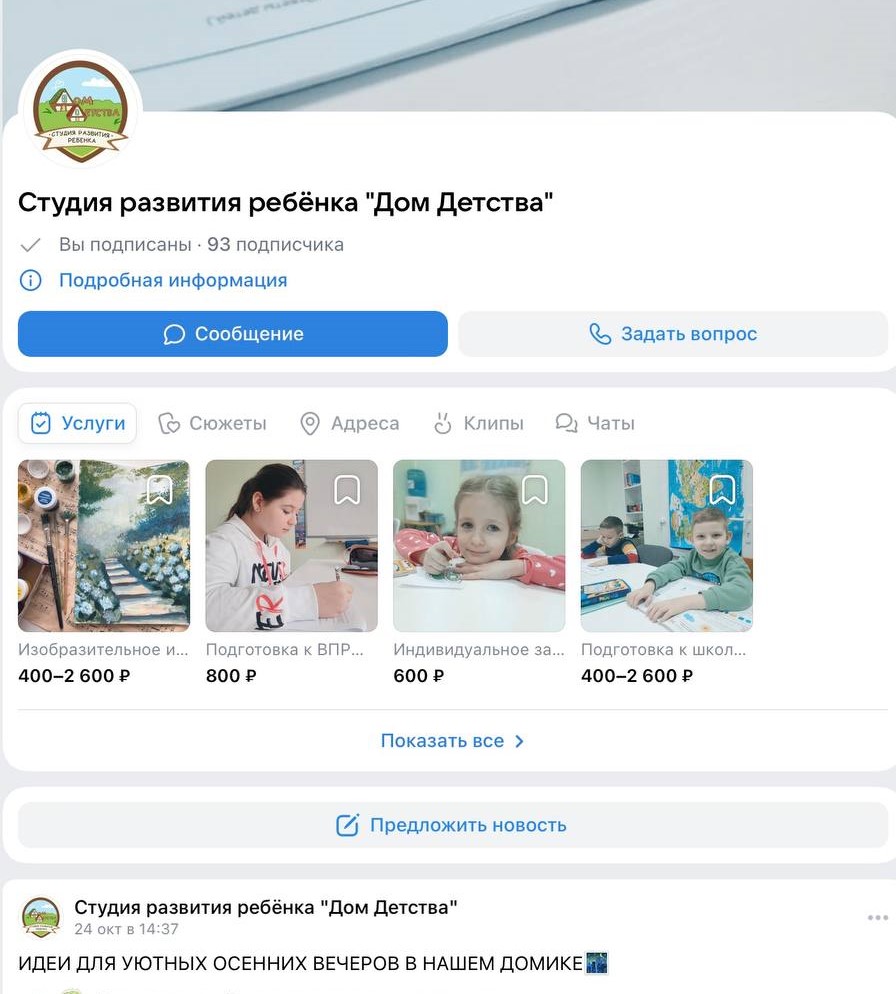 ДОМ
ДЕТСТВА
СТУДИЯ РАЗВИТИЯ
РЕБЕНКА
Студия развития ребёнка "Дом Детства"
Вы подписаны · 93 подписчика
Подробная информация
Сообщение
Задать вопрос
Услуги
Сюжеты
Адреса
Клипы
Чаты
Изобразительное и...
400–2 600 ₽
Подготовка к ВПР...
800 ₽
Индивидуальное за...
600 ₽
Подготовка к школ...
400–2 600 ₽
Показать все
Предложить новость
Студия развития ребёнка "Дом Детства"
24 окт в 14:37
ИДЕИ ДЛЯ УЮТНЫХ ОСЕННИХ ВЕЧЕРОВ В НАШЕМ ДОМИКЕ🌃